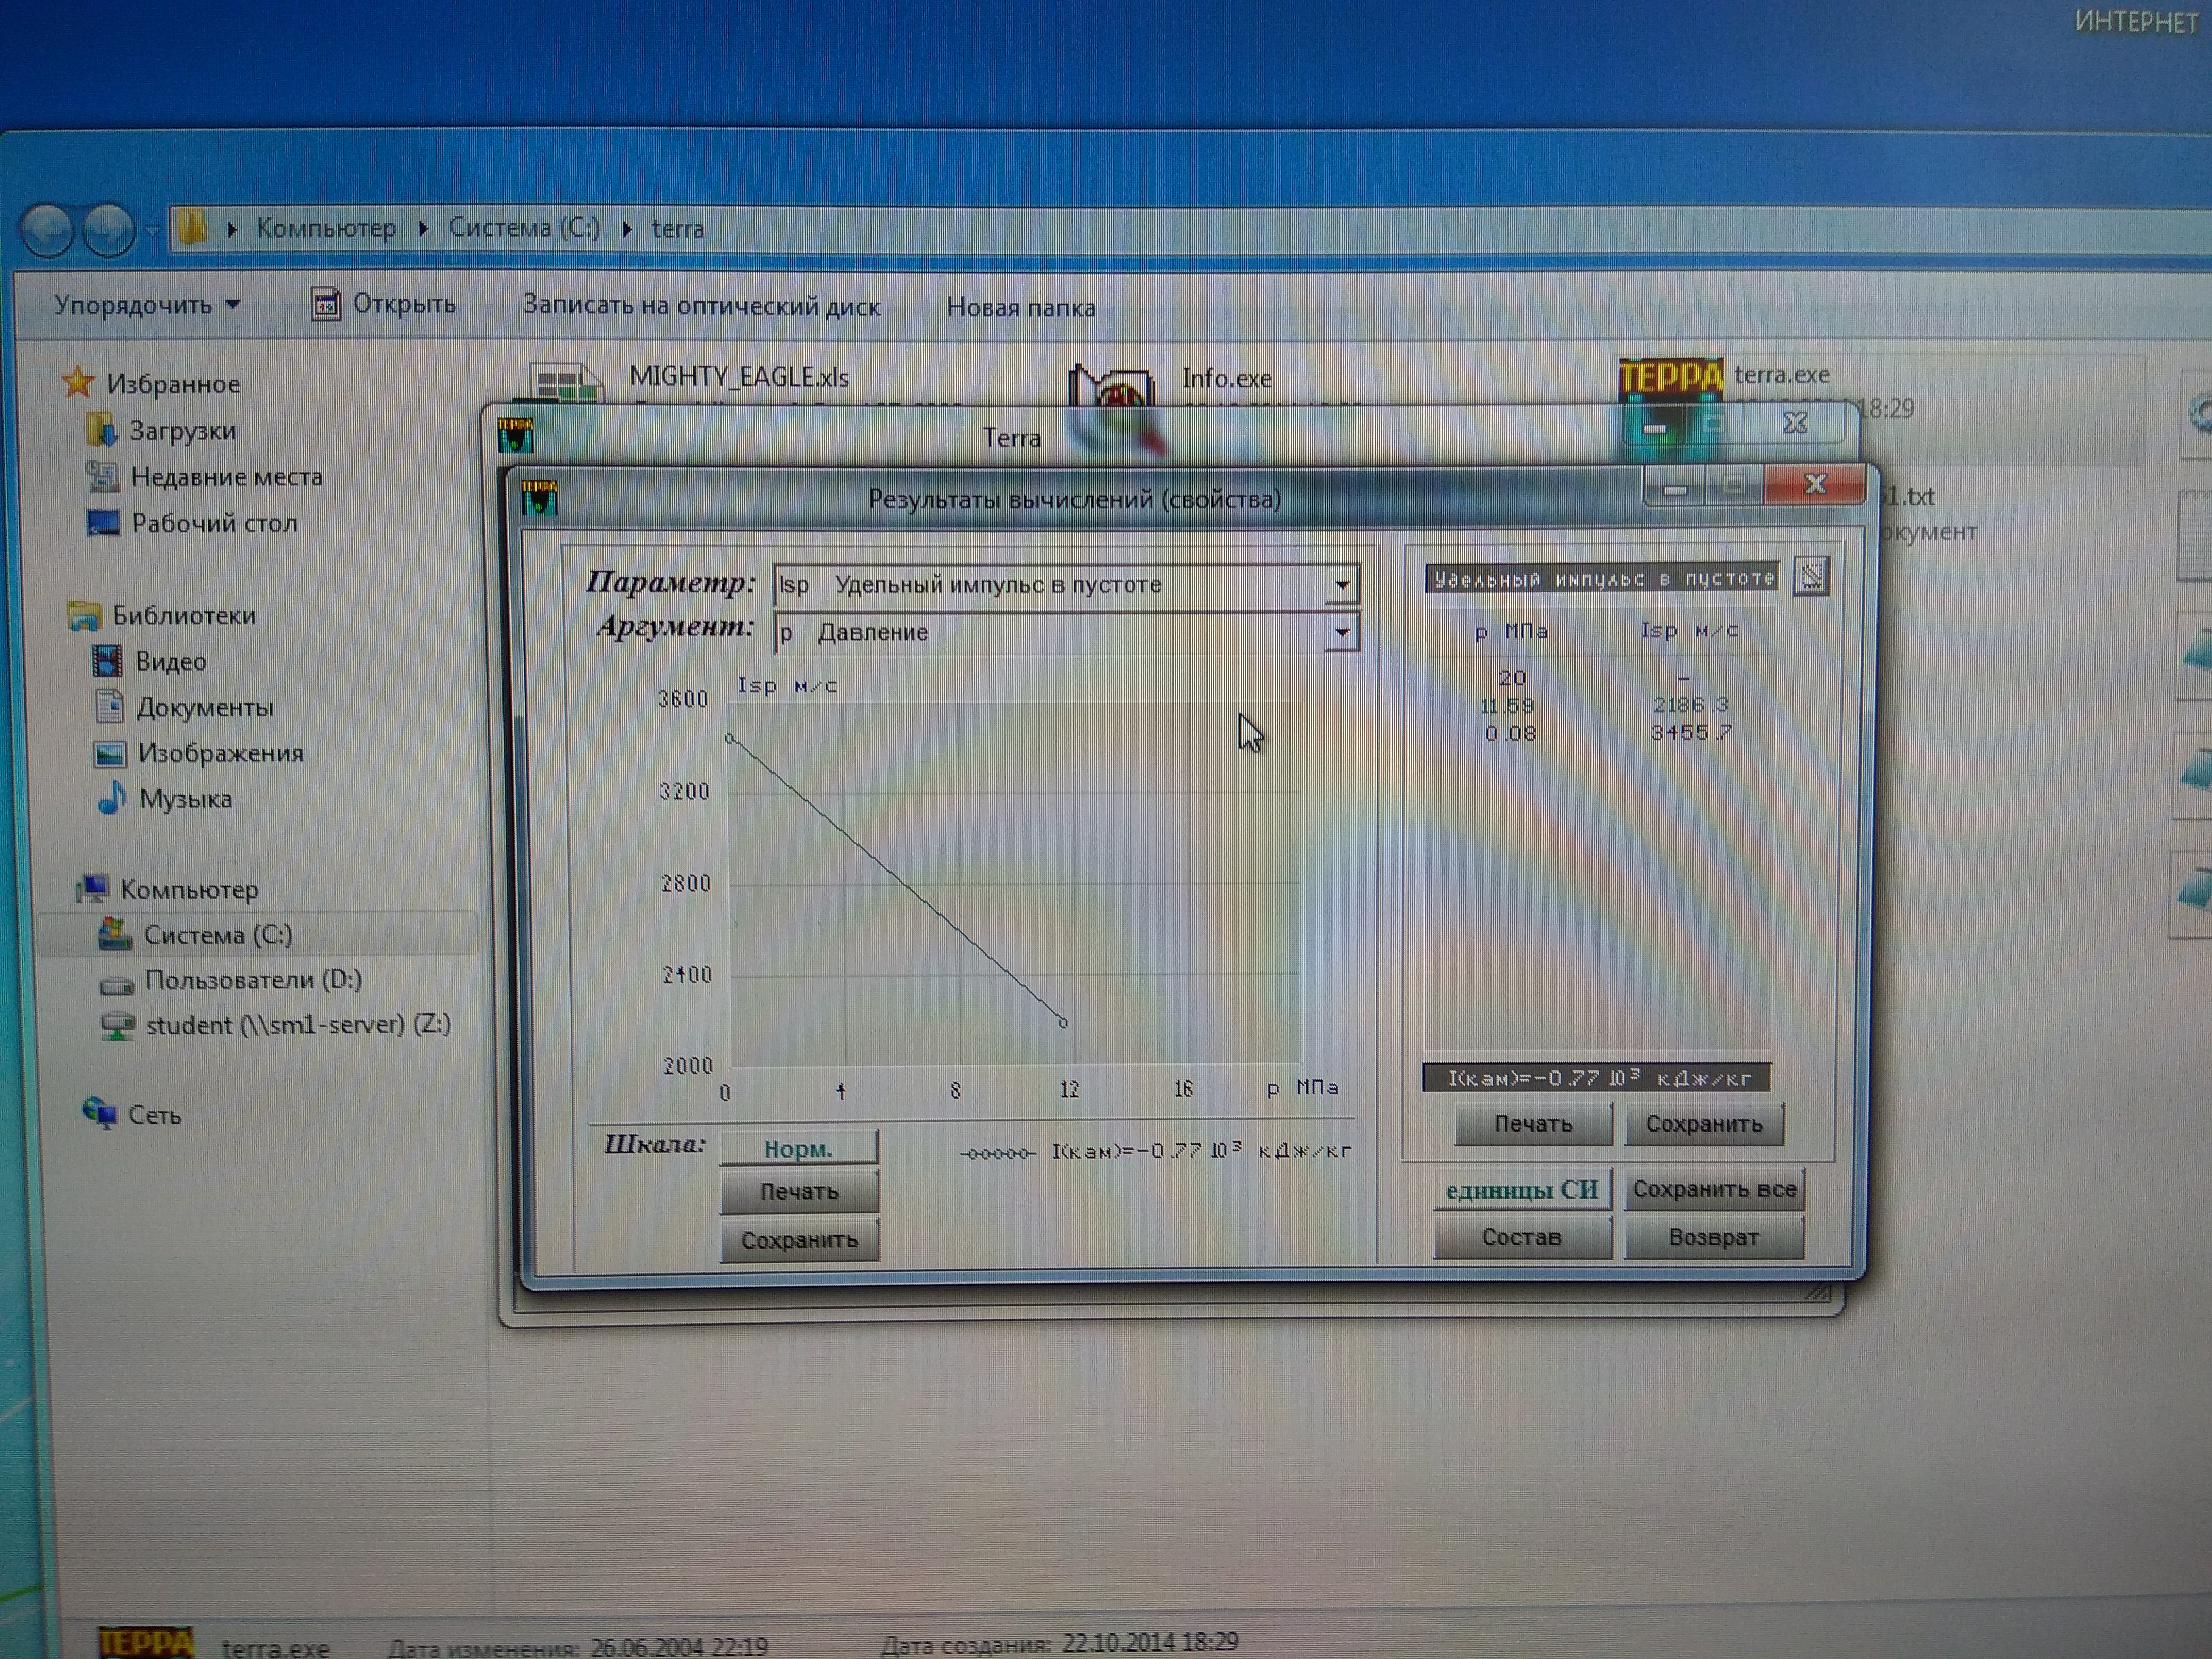 ИНТЕРНЕТ
Компьютер Система (C:) terra
Упорядочить Открыть Записать на оптический диск Новая папка
Избранное
Загрузки
Недавние места
Рабочий стол
Библиотеки
Видео
Документы
Изображения
Музыка
Компьютер
Система (C:)
Пользователи (D:)
student (\\sm1-server) (Z:)
Сеть
MIGHTY_EAGLE.xls
Info.exe
ТЕРРА terra.exe
18:29
1.txt
окумент
Terra
Результаты вычислений (свойства)
Параметр: Isp Удельный импульс в пустоте
Аргумент: p Давление
Isp м/с
3600
3200
2800
2400
2000
0 4 8 12 16 p МПа
Шкала: Норм.
I(кам)=-0.77 10³ кДж/кг
Печать
Сохранить
Удельный импульс в пустоте
p МПа Isp м/с
20 –
11.59 2186.3
0.08 3455.7
I(кам)=-0.77 10³ кДж/кг
Печать Сохранить
единицы СИ Сохранить все
Состав Возврат
ТЕРРА terra.exe Дата изменения: 26.06.2004 22:19 Дата создания: 22.10.2014 18:29